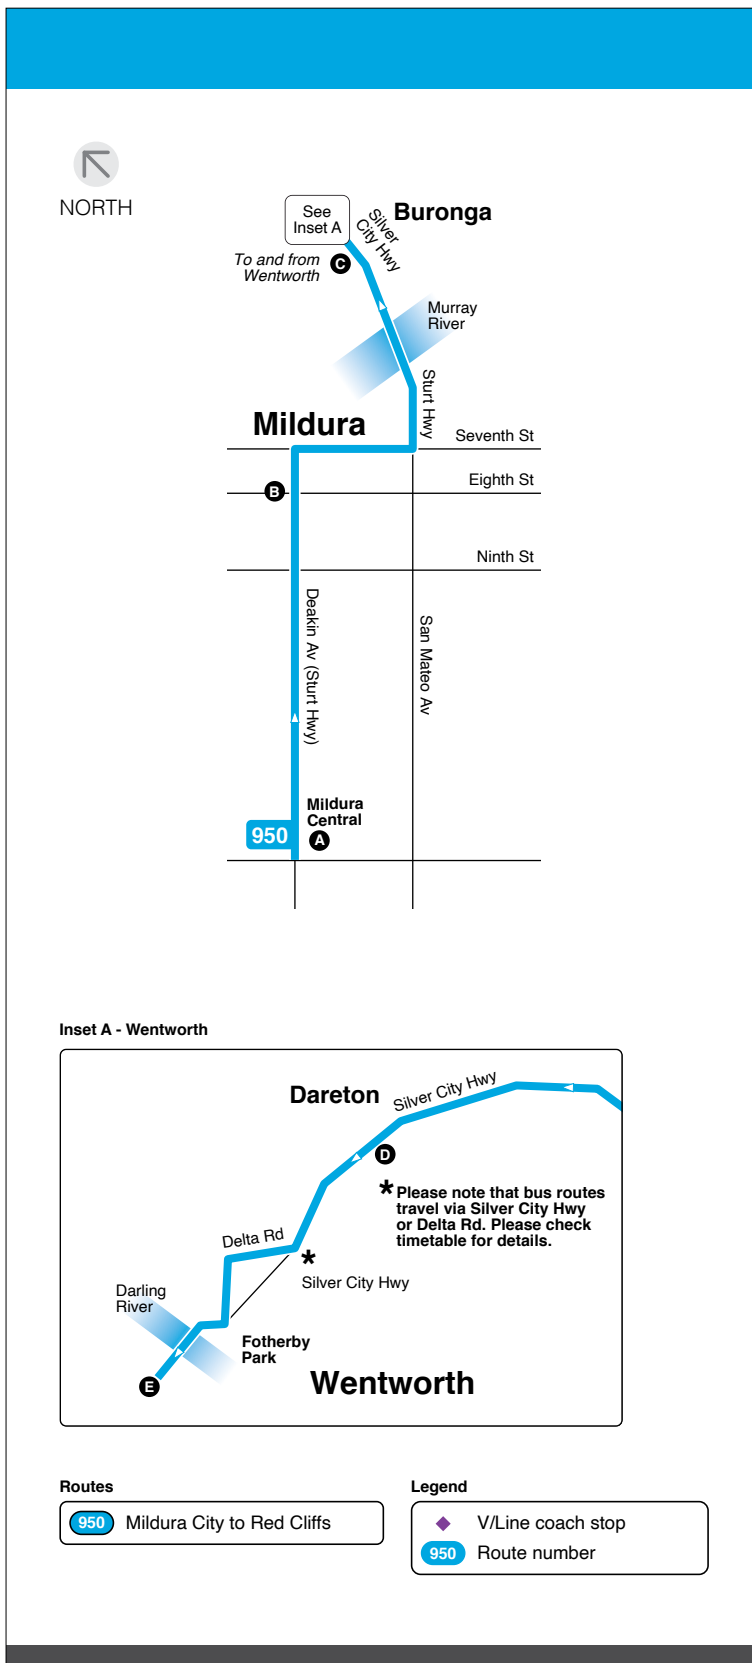 NORTH
See
Inset A
Silver
City Hwy
Buronga
To and from
Wentworth
C
Murray
River
Sturt Hwy
Mildura
Seventh St
B
Eighth St
Ninth St
Deakin Av (Sturt Hwy)
San Mateo Av
Mildura
Central
950
A
Inset A - Wentworth
Dareton
Silver City Hwy
D
* Please note that bus routes
travel via Silver City Hwy
or Delta Rd. Please check
timetable for details.
Delta Rd
*
Silver City Hwy
Darling
River
Fotherby
Park
E
Wentworth
Routes
950 Mildura City to Red Cliffs
Legend
V/Line coach stop
950 Route number